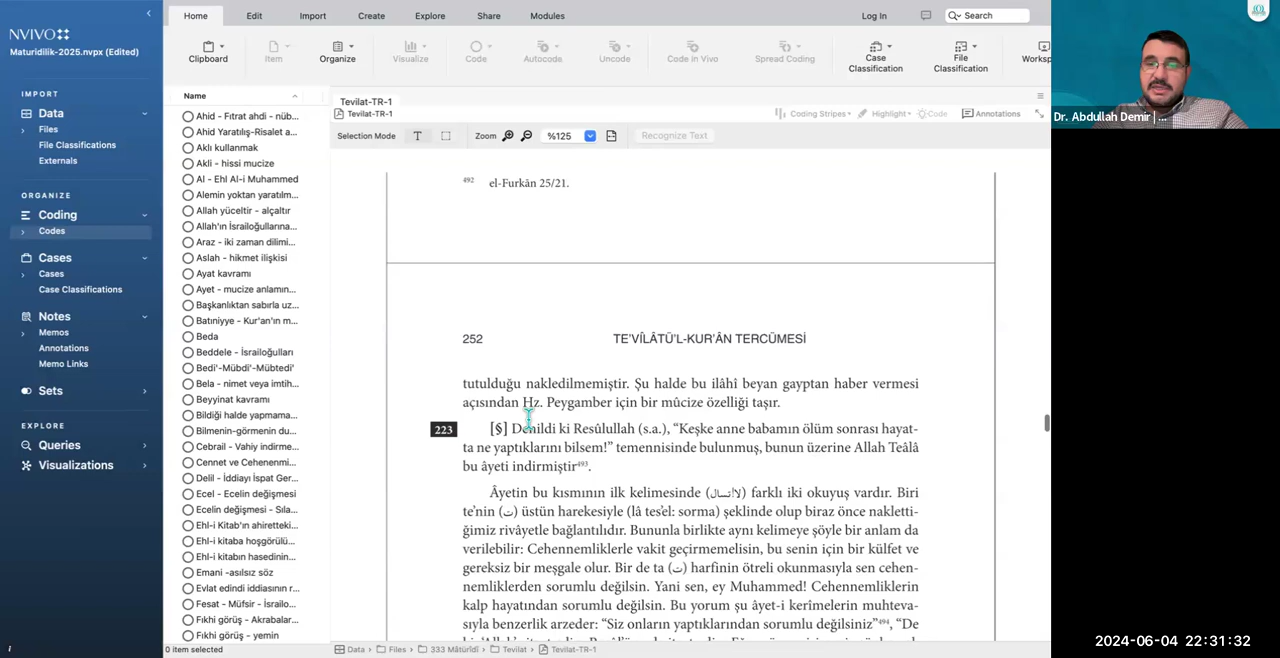 NVIVO
Maturidilik-2025.nvpx (Edited)
IMPORT
Data
Files
File Classifications
Externals
ORGANIZE
Coding
Codes
Cases
Cases
Case Classifications
Notes
Memos
Annotations
Memo Links
Sets
EXPLORE
Queries
Visualizations
Home Edit Import Create Explore Share Modules Log In Search
Clipboard Item Organize Visualize Code Autocode Uncode Code In Vivo Spread Coding Case Classification File Classification Worksp
Name
Ahid - Fıtrat ahdi - nüb...
Ahid Yaratılış-Risalet a...
Aklı kullanmak
Akli - hissi mucize
Al - Ehl Al-i Muhammed
Alemin yoktan yaratılm...
Allah yüceltir - alçaltır
Allah'ın İsrailoğullarına...
Araz - iki zaman dilimi...
Aslah - hikmet ilişkisi
Ayat kavramı
Ayet - mucize anlamın...
Başkanlıktan sabırla uz...
Batıniyye - Kur'an'ın m...
Beda
Beddele - İsrailoğulları
Bedi'-Mübdi'-Mübtedi'
Bela - nimet veya imtih...
Beyyinat kavramı
Bildiği halde yapmama...
Bilmenin-görmenin du...
Cebrail - Vahiy indirme...
Cennet ve Cehenneml...
Delil - İddiayı İspat Ger...
Ecel - Ecelin değişmesi
Ecelin değişmesi - Sıla...
Ehl-i Kitab'ın ahiretteki...
Ehl-i kitaba hoşgörülü...
Ehl-i kitabın hasedinin...
Emani -asılsız söz
Evlat edindi iddiasının r...
Fesat - Müfsir - İsrailo...
Fıkhi görüş - Akrabalar...
Fıkhi görüş - yemin
0 item selected
Tevilat-TR-1
Tevilat-TR-1
Coding Stripes Highlight Code Annotations
Selection Mode T Zoom %125 Recognize Text
492 el-Furkân 25/21.
252 TE'VÎLÂTÜ'L-KUR'ÂN TERCÜMESİ
tutulduğu nakledilmemiştir. Şu halde bu ilâhî beyan gayptan haber vermesi
açısından Hz. Peygamber için bir mûcize özelliği taşır.
223 [§] Denildi ki Resûlullah (s.a.), “Keşke anne babamın ölüm sonrası hayat-
ta ne yaptıklarını bilsem!” temennisinde bulunmuş, bunun üzerine Allah Teâlâ
bu âyeti indirmiştir⁴⁹³.
Âyetin bu kısmının ilk kelimesinde (لا تسأل) farklı iki okuyuş vardır. Biri
te'nin (ت) üstün harekesiyle (lâ tes'el: sorma) şeklinde olup biraz önce naklettti-
ğimiz rivâyetle bağlantılıdır. Bununla birlikte aynı kelimeye şöyle bir anlam da
verilebilir: Cehennemliklerle vakit geçirmemelisin, bu senin için bir külfet ve
gereksiz bir meşgale olur. Bir de ta (ت) harfinin ötreli okunmasıyla sen cehen-
nemliklerden sorumlu değilsin. Yani sen, ey Muhammed! Cehennemliklerin
kalp hayatından sorumlu değilsin. Bu yorum şu âyet-i kerîmelerin muhteva-
sıyla benzerlik arzeder: “Siz onların yaptıklarından sorumlu değilsiniz”⁴⁹⁴, “De
Data Files 333 Mâtürîdî Tevilat Tevilat-TR-1
Dr. Abdullah Demir | ...
2024-06-04 22:31:32